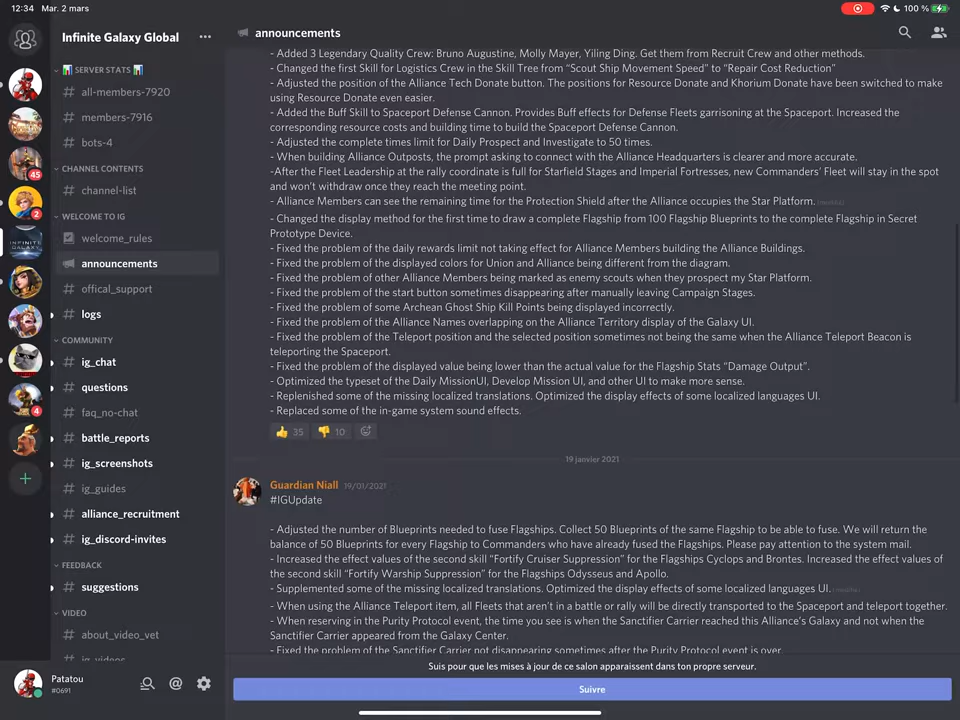 12:34 Mar. 2 mars
100 %
Infinite Galaxy Global
announcements
SERVER STATS
all-members-7920
members-7916
bots-4
CHANNEL CONTENTS
channel-list
WELCOME TO IG
welcome_rules
announcements
offical_support
logs
COMMUNITY
ig_chat
questions
faq_no-chat
battle_reports
ig_screenshots
ig_guides
alliance_recruitment
ig_discord-invites
FEEDBACK
suggestions
VIDEO
about_video_vet
ig_videos
45
2
INFINITE GALAXY
4
Patatou
#0691
- Added 3 Legendary Quality Crew: Bruno Augustine, Molly Mayer, Yiling Ding. Get them from Recruit Crew and other methods.
- Changed the first Skill for Logistics Crew in the Skill Tree from “Scout Ship Movement Speed” to “Repair Cost Reduction”
- Adjusted the position of the Alliance Tech Donate button. The positions for Resource Donate and Khorium Donate have been switched to make
using Resource Donate even easier.
- Added the Buff Skill to Spaceport Defense Cannon. Provides Buff effects for Defense Fleets garrisoning at the Spaceport. Increased the
corresponding resource costs and building time to build the Spaceport Defense Cannon.
- Adjusted the complete times limit for Daily Prospect and Investigate to 50 times.
- When building Alliance Outposts, the prompt asking to connect with the Alliance Headquarters is clearer and more accurate.
-After the Fleet Leadership at the rally coordinate is full for Starfield Stages and Imperial Fortresses, new Commanders’ Fleet will stay in the spot
and won’t withdraw once they reach the meeting point.
- Alliance Members can see the remaining time for the Protection Shield after the Alliance occupies the Star Platform.
- Changed the display method for the first time to draw a complete Flagship from 100 Flagship Blueprints to the complete Flagship in Secret
Prototype Device.
- Fixed the problem of the daily rewards limit not taking effect for Alliance Members building the Alliance Buildings.
- Fixed the problem of the displayed colors for Union and Alliance being different from the diagram.
- Fixed the problem of other Alliance Members being marked as enemy scouts when they prospect my Star Platform.
- Fixed the problem of the start button sometimes disappearing after manually leaving Campaign Stages.
- Fixed the problem of some Archean Ghost Ship Kill Points being displayed incorrectly.
- Fixed the problem of the Alliance Names overlapping on the Alliance Territory display of the Galaxy UI.
- Fixed the problem of the Teleport position and the selected position sometimes not being the same when the Alliance Teleport Beacon is
teleporting the Spaceport.
- Fixed the problem of the displayed value being lower than the actual value for the Flagship Stats “Damage Output”.
- Optimized the typeset of the Daily MissionUI, Develop Mission UI, and other UI to make more sense.
- Replenished some of the missing localized translations. Optimized the display effects of some localized languages UI.
- Replaced some of the in-game system sound effects.
35 10
19 janvier 2021
Guardian Niall 19/01/2021
#IGUpdate
- Adjusted the number of Blueprints needed to fuse Flagships. Collect 50 Blueprints of the same Flagship to be able to fuse. We will return the
balance of 50 Blueprints for every Flagship to Commanders who have already fused the Flagships. Please pay attention to the system mail.
- Increased the effect values of the second skill “Fortify Cruiser Suppression” for the Flagships Cyclops and Brontes. Increased the effect values of
the second skill “Fortify Warship Suppression” for the Flagships Odysseus and Apollo.
- Supplemented some of the missing localized translations. Optimized the display effects of some localized languages UI.
- When using the Alliance Teleport item, all Fleets that aren’t in a battle or rally will be directly transported to the Spaceport and teleport together.
- When reserving in the Purity Protocol event, the time you see is when the Sanctifier Carrier reached this Alliance’s Galaxy and not when the
Sanctifier Carrier appeared from the Galaxy Center.
- Fixed the problem of the Sanctifier Carrier not disappearing sometimes after the Purity Protocol event is over.
Suis pour que les mises à jour de ce salon apparaissent dans ton propre serveur.
Suivre